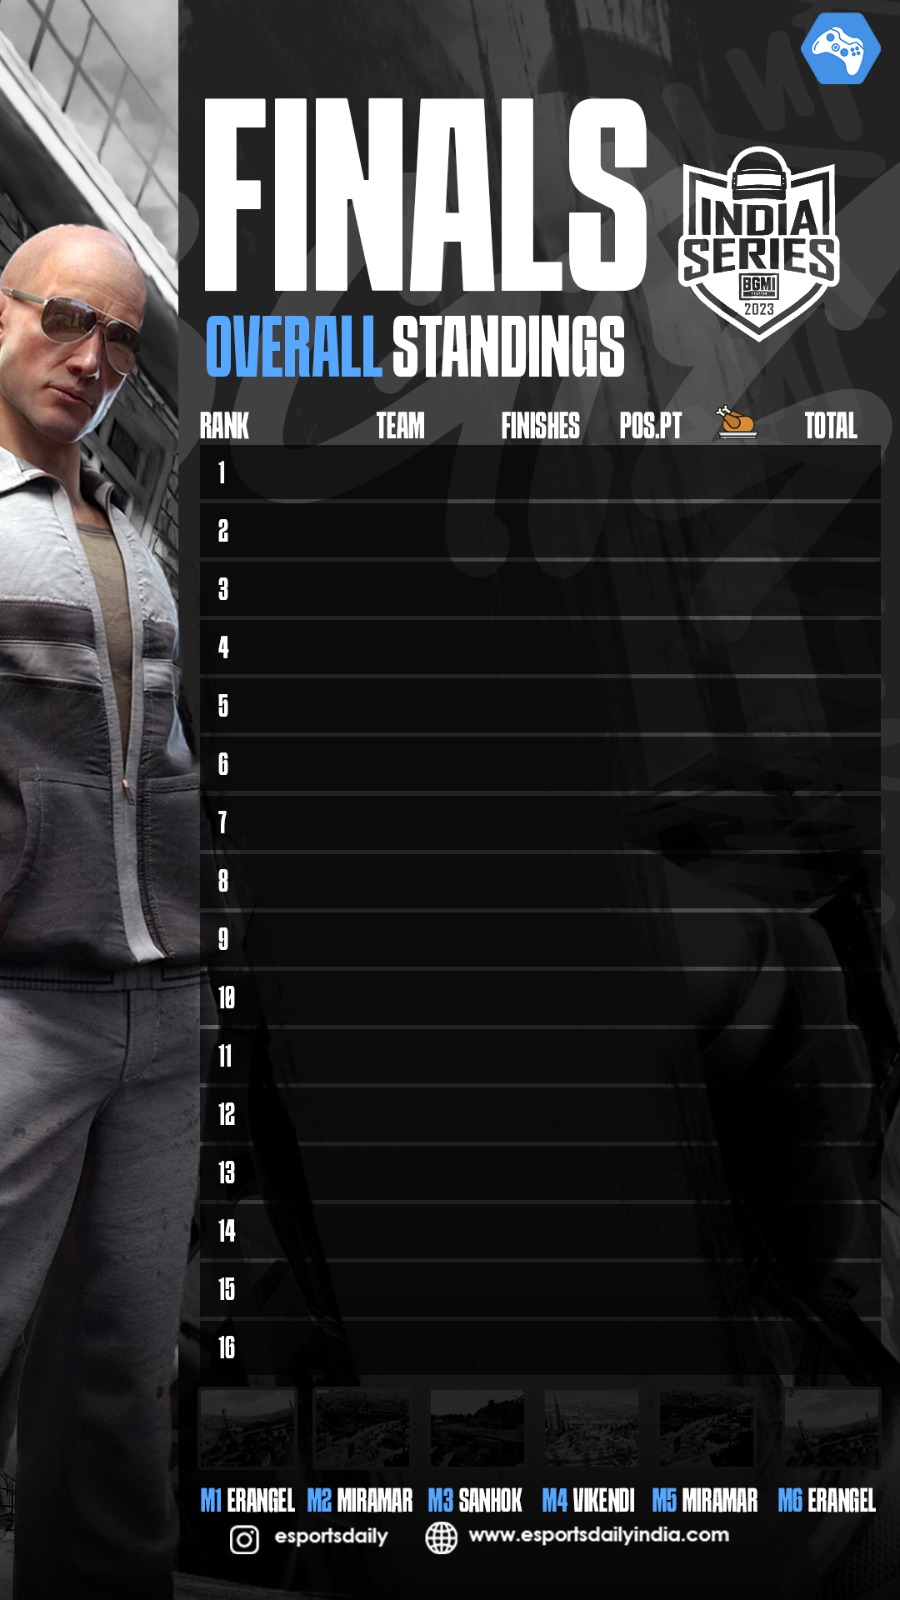 FINALS
INDIA
SERIES
BGMI
2023
OVERALL STANDINGS
RANK TEAM FINISHES POS.PT TOTAL
1
2
3
4
5
6
7
8
9
10
11
12
13
14
15
16
M1 ERANGEL M2 MIRAMAR M3 SANHOK M4 VIKENDI M5 MIRAMAR M6 ERANGEL
esportsdaily www.esportsdailyindia.com